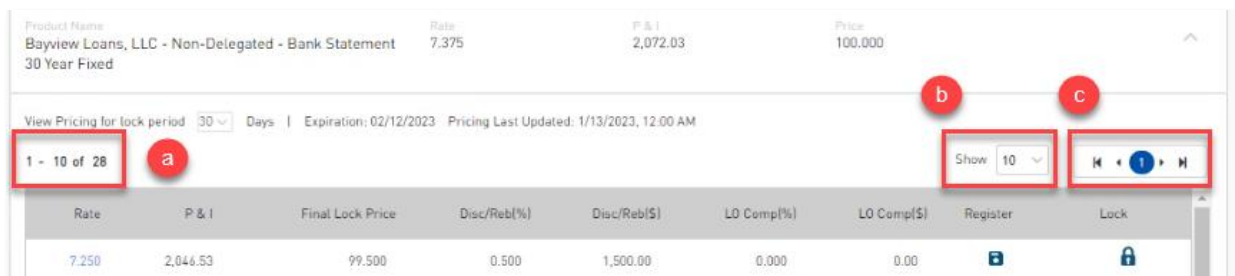 Product Name Rate P & I Price
Bayview Loans, LLC - Non-Delegated - Bank Statement 7.375 2,072.03 100.000
30 Year Fixed
b c
View Pricing for lock period 30 Days | Expiration: 02/12/2023 Pricing Last Updated: 1/13/2023, 12:00 AM
1 - 10 of 28 a Show 10 1
Rate P & I Final Lock Price Disc/Reb(%) Disc/Reb($) LO Comp(%) LO Comp($) Register Lock
7.250 2,046.53 99.500 0.500 1,500.00 0.000 0.00